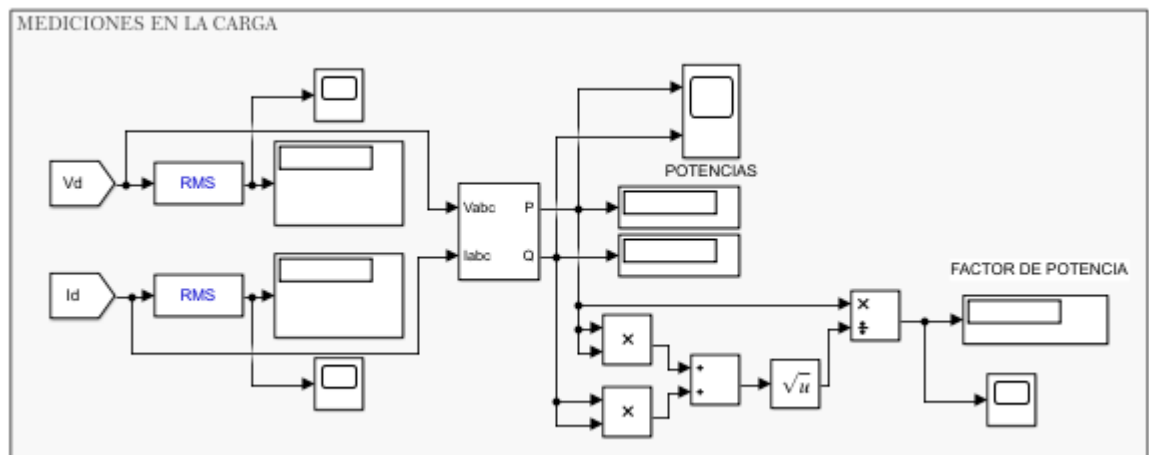 MEDICIONES EN LA CARGA
Vd
RMS
Id
RMS
Vabc
P
Iabc
Q
POTENCIAS
FACTOR DE POTENCIA
×
÷
×
+
+
√u
×